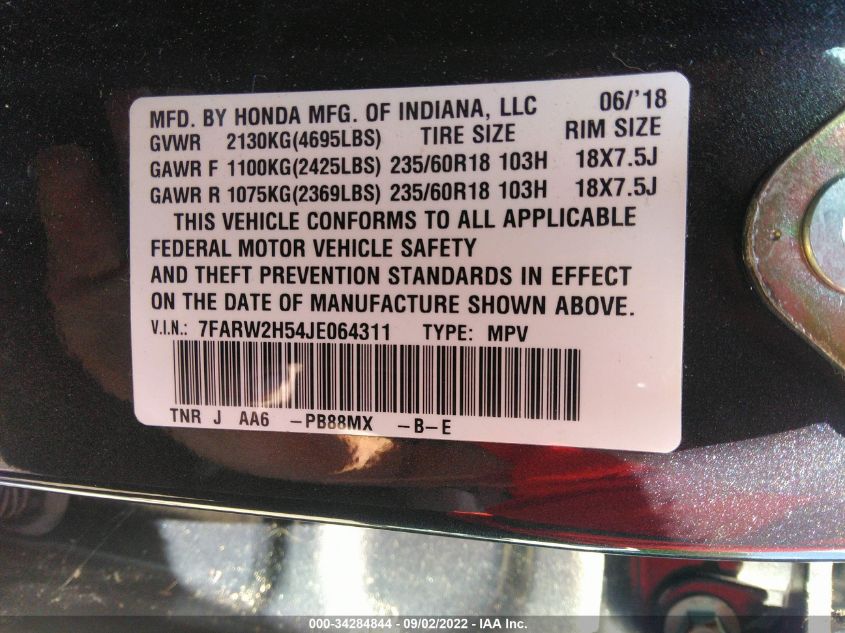 MFD. BY HONDA MFG. OF INDIANA, LLC 06/'18
GVWR 2130KG(4695LBS) TIRE SIZE RIM SIZE
GAWR F 1100KG(2425LBS) 235/60R18 103H 18X7.5J
GAWR R 1075KG(2369LBS) 235/60R18 103H 18X7.5J
THIS VEHICLE CONFORMS TO ALL APPLICABLE
FEDERAL MOTOR VEHICLE SAFETY
AND THEFT PREVENTION STANDARDS IN EFFECT
ON THE DATE OF MANUFACTURE SHOWN ABOVE.
V.I.N.: 7FARW2H54JE064311 TYPE: MPV
TNR J AA6 -PB88MX -B-E
000-34284844 - 09/02/2022 - IAA Inc.